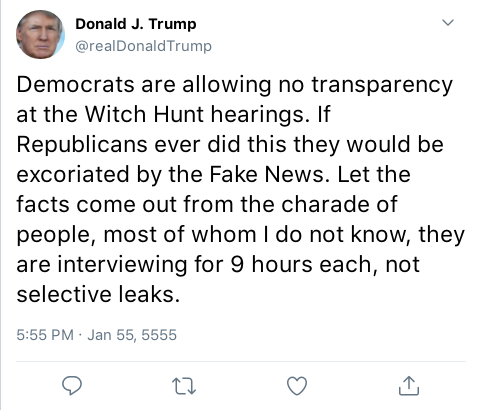 Donald J. Trump
@realDonaldTrump
Democrats are allowing no transparency
at the Witch Hunt hearings. If
Republicans ever did this they would be
excoriated by the Fake News. Let the
facts come out from the charade of
people, most of whom I do not know, they
are interviewing for 9 hours each, not
selective leaks.
5:55 PM · Jan 55, 5555